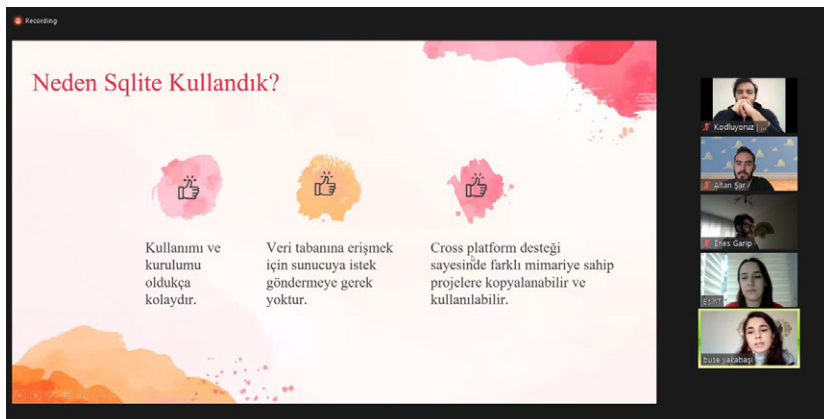 Recording
Neden Sqlite Kullandık?
Kullanımı ve
kurulumu
oldukça
kolaydır.
Veri tabanına erişmek
için sunucuya istek
göndermeye gerek
yoktur.
Cross platform desteği
sayesinde farklı mimariye sahip
projelere kopyalanabilir ve
kullanılabilir.
Kodluyoruz | ...
Altan Şar
Enes Garip
buse yakabaşı